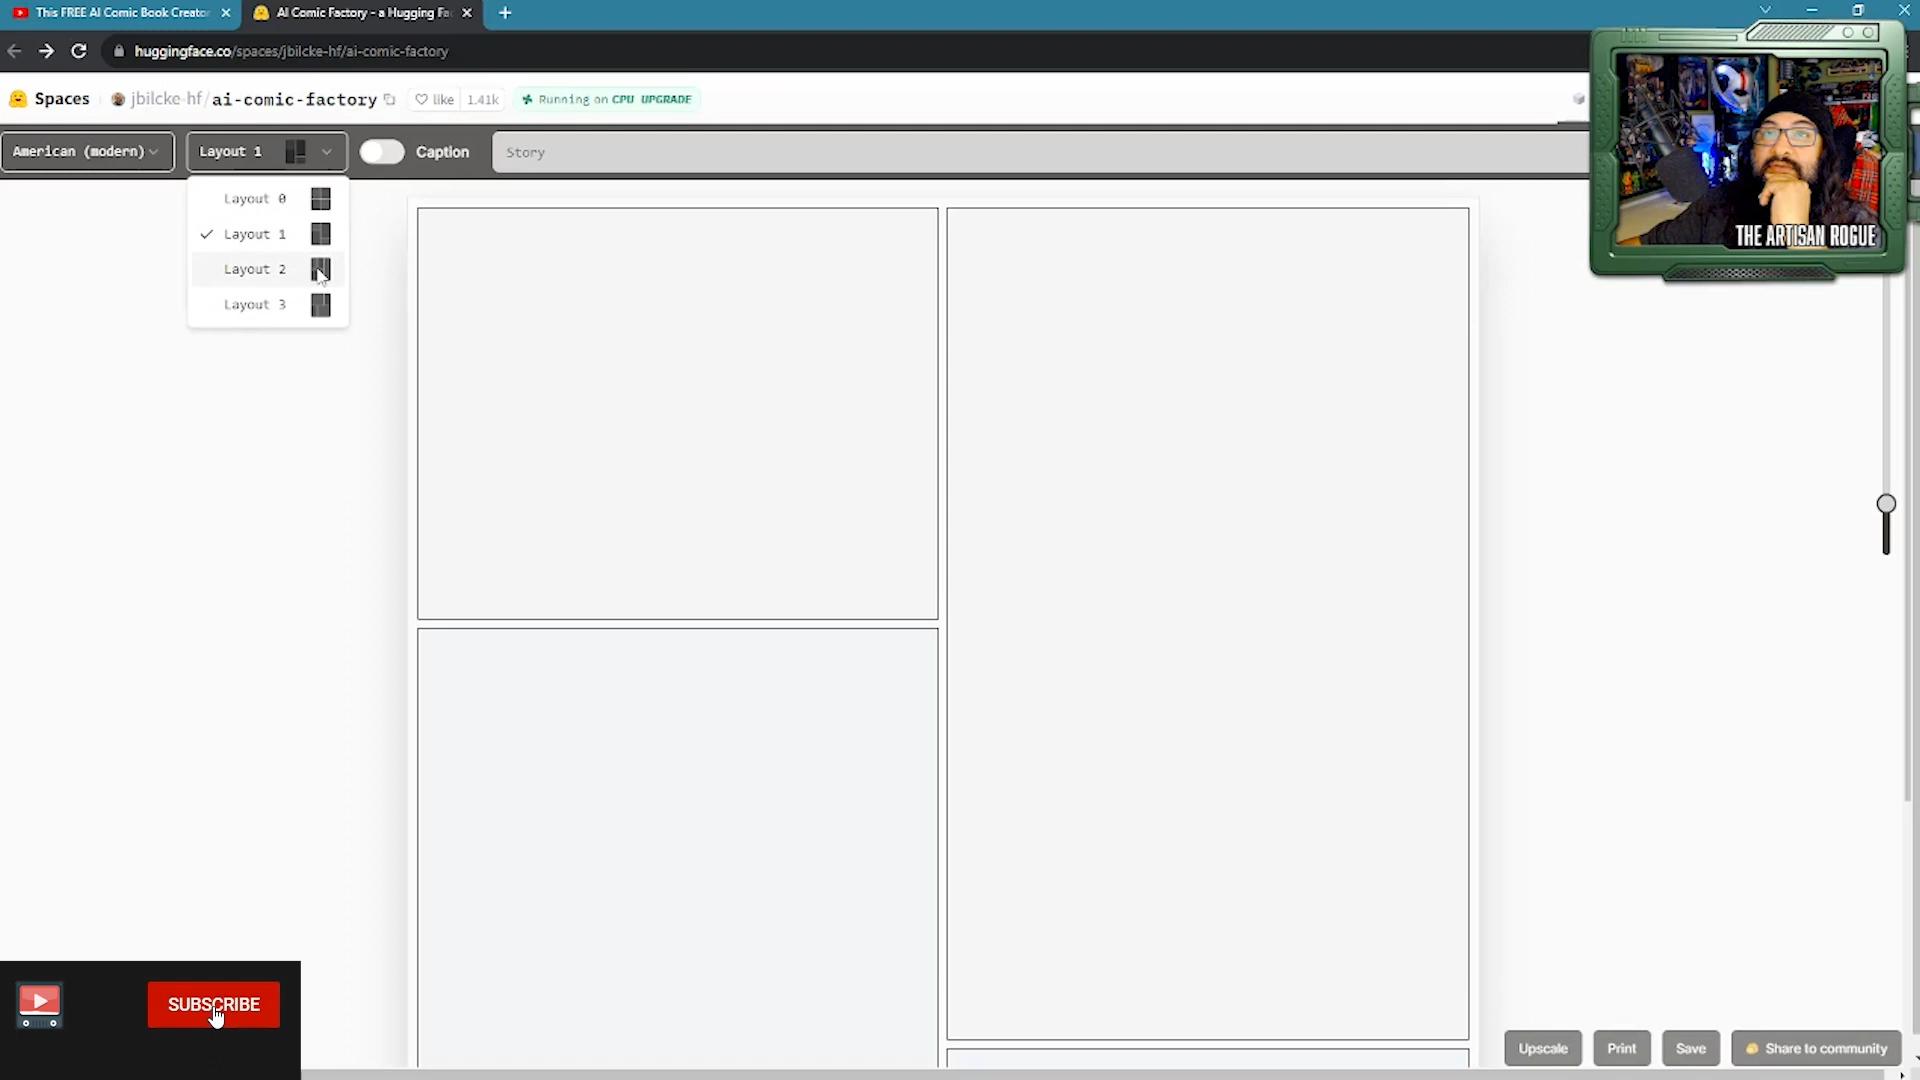 This FREE AI Comic Book Creator
AI Comic Factory - a Hugging Fa
huggingface.co/spaces/jbilcke-hf/ai-comic-factory
Spaces
jbilcke-hf/ai-comic-factory
like 1.41k
Running on CPU UPGRADE
American (modern)
Layout 1
Caption
Story
Layout 0
Layout 1
Layout 2
Layout 3
THE ARTISAN ROGUE
SUBSCRIBE
Upscale
Print
Save
Share to community